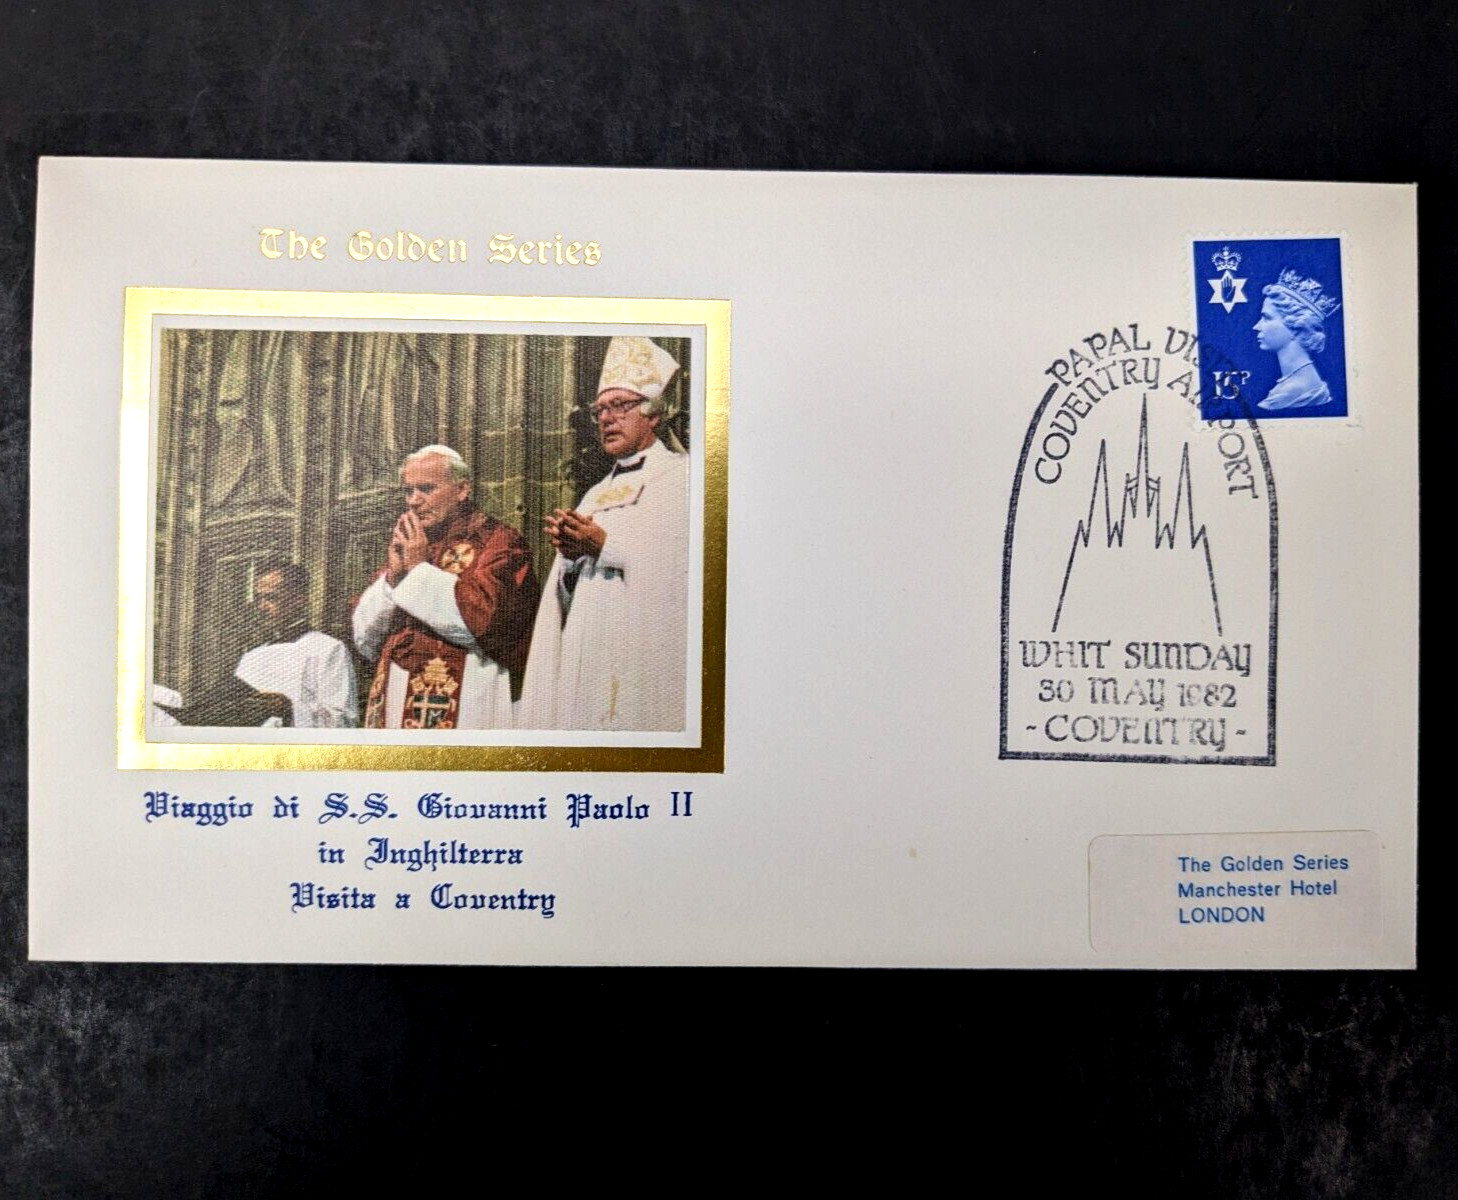 The Golden Series
Viaggio di S.S. Giovanni Paolo II
in Inghilterra
Visita a Coventry
PAPAL VISIT
COVENTRY AIRPORT
WHIT SUNDAY
30 MAY 1982
- COVENTRY -
The Golden Series
Manchester Hotel
LONDON